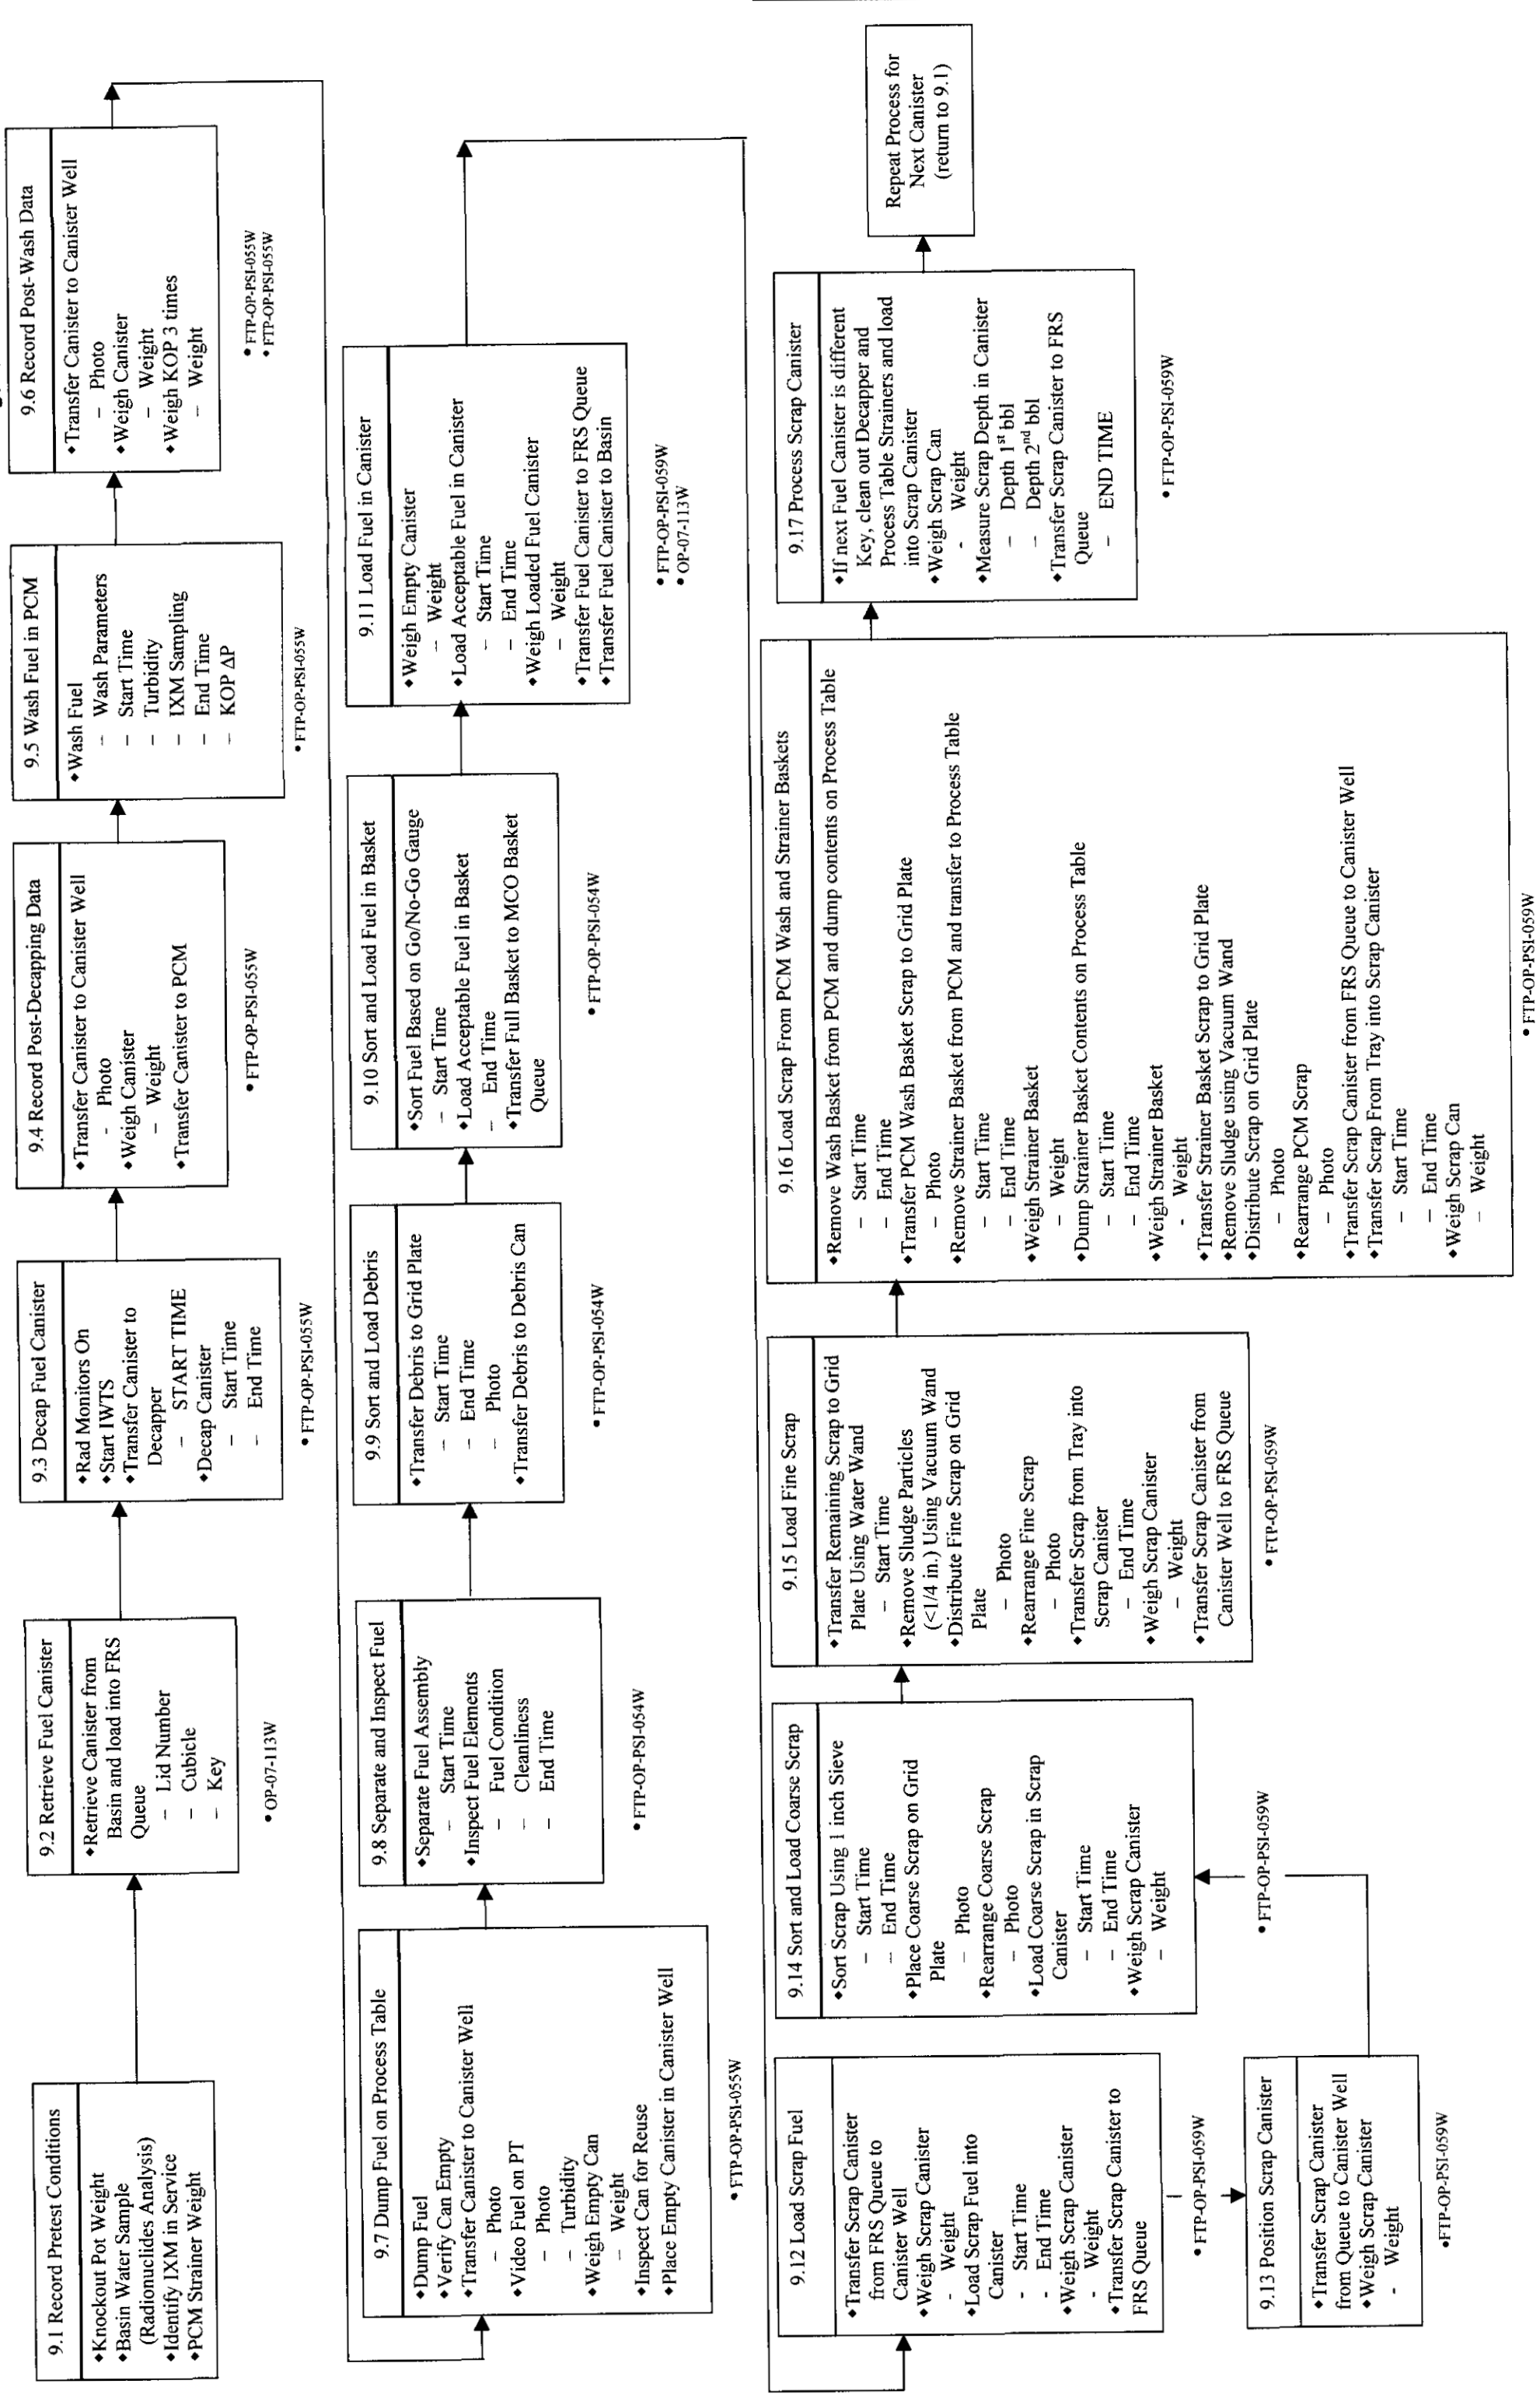 9.1 Record Pretest Conditions
♦Knockout Pot Weight
♦Basin Water Sample
(Radionuclides Analysis)
♦Identify IXM in Service
♦PCM Strainer Weight
9.2 Retrieve Fuel Canister
♦Retrieve Canister from
Basin and load into FRS
Queue
– Lid Number
– Cubicle
– Key
• OP-07-113W
9.3 Decap Fuel Canister
♦Rad Monitors On
♦Start IWTS
♦Transfer Canister to
Decapper
– START TIME
♦Decap Canister
– Start Time
– End Time
• FTP-OP-PSI-055W
9.4 Record Post-Decapping Data
♦Transfer Canister to Canister Well
- Photo
♦Weigh Canister
– Weight
♦Transfer Canister to PCM
• FTP-OP-PSI-055W
9.5 Wash Fuel in PCM
♦Wash Fuel
– Wash Parameters
– Start Time
– Turbidity
– IXM Sampling
– End Time
– KOP ΔP
• FTP-OP-PSI-055W
9.6 Record Post-Wash Data
♦Transfer Canister to Canister Well
– Photo
♦Weigh Canister
– Weight
♦Weigh KOP 3 times
– Weight
• FTP-OP-PSI-055W
• FTP-OP-PSI-055W
9.7 Dump Fuel on Process Table
♦Dump Fuel
♦Verify Can Empty
♦Transfer Canister to Canister Well
– Photo
♦Video Fuel on PT
– Photo
– Turbidity
♦Weigh Empty Can
– Weight
♦Inspect Can for Reuse
♦Place Empty Canister in Canister Well
• FTP-OP-PSI-055W
9.8 Separate and Inspect Fuel
♦Separate Fuel Assembly
– Start Time
♦Inspect Fuel Elements
– Fuel Condition
– Cleanliness
– End Time
• FTP-OP-PSI-054W
9.9 Sort and Load Debris
♦Transfer Debris to Grid Plate
– Start Time
– End Time
– Photo
♦Transfer Debris to Debris Can
• FTP-OP-PSI-054W
9.10 Sort and Load Fuel in Basket
♦Sort Fuel Based on Go/No-Go Gauge
– Start Time
♦Load Acceptable Fuel in Basket
– End Time
♦Transfer Full Basket to MCO Basket
Queue
• FTP-OP-PSI-054W
9.11 Load Fuel in Canister
♦Weigh Empty Canister
– Weight
♦Load Acceptable Fuel in Canister
– Start Time
– End Time
♦Weigh Loaded Fuel Canister
– Weight
♦Transfer Fuel Canister to FRS Queue
♦Transfer Fuel Canister to Basin
• FTP-OP-PSI-059W
• OP-07-113W
9.12 Load Scrap Fuel
♦Transfer Scrap Canister
from FRS Queue to
Canister Well
♦Weigh Scrap Canister
- Weight
♦Load Scrap Fuel into
Canister
- Start Time
- End Time
♦Weigh Scrap Canister
- Weight
♦Transfer Scrap Canister to
FRS Queue
• FTP-OP-PSI-059W
9.13 Position Scrap Canister
♦Transfer Scrap Canister
from Queue to Canister Well
♦Weigh Scrap Canister
- Weight
•FTP-OP-PSI-059W
9.14 Sort and Load Coarse Scrap
♦Sort Scrap Using 1 inch Sieve
– Start Time
– End Time
♦Place Coarse Scrap on Grid
Plate
– Photo
♦Rearrange Coarse Scrap
– Photo
♦Load Coarse Scrap in Scrap
Canister
– Start Time
– End Time
♦Weigh Scrap Canister
– Weight
• FTP-OP-PSI-059W
9.15 Load Fine Scrap
♦Transfer Remaining Scrap to Grid
Plate Using Water Wand
– Start Time
♦Remove Sludge Particles
(<1/4 in.) Using Vacuum Wand
♦Distribute Fine Scrap on Grid
Plate
– Photo
♦Rearrange Fine Scrap
– Photo
♦Transfer Scrap from Tray into
Scrap Canister
– End Time
♦Weigh Scrap Canister
– Weight
♦Transfer Scrap Canister from
Canister Well to FRS Queue
• FTP-OP-PSI-059W
9.16 Load Scrap From PCM Wash and Strainer Baskets
♦Remove Wash Basket from PCM and dump contents on Process Table
– Start Time
– End Time
♦Transfer PCM Wash Basket Scrap to Grid Plate
– Photo
♦Remove Strainer Basket from PCM and transfer to Process Table
– Start Time
– End Time
♦Weigh Strainer Basket
– Weight
♦Dump Strainer Basket Contents on Process Table
– Start Time
– End Time
♦Weigh Strainer Basket
- Weight
♦Transfer Strainer Basket Scrap to Grid Plate
♦Remove Sludge using Vacuum Wand
♦Distribute Scrap on Grid Plate
– Photo
♦Rearrange PCM Scrap
– Photo
♦Transfer Scrap Canister from FRS Queue to Canister Well
♦Transfer Scrap From Tray into Scrap Canister
– Start Time
– End Time
♦Weigh Scrap Can
– Weight
• FTP-OP-PSI-059W
9.17 Process Scrap Canister
♦If next Fuel Canister is different
Key, clean out Decapper and
Process Table Strainers and load
into Scrap Canister
♦Weigh Scrap Can
- Weight
♦Measure Scrap Depth in Canister
– Depth 1st bbl
– Depth 2nd bbl
♦Transfer Scrap Canister to FRS
Queue
– END TIME
• FTP-OP-PSI-059W
Repeat Process for
Next Canister
(return to 9.1)